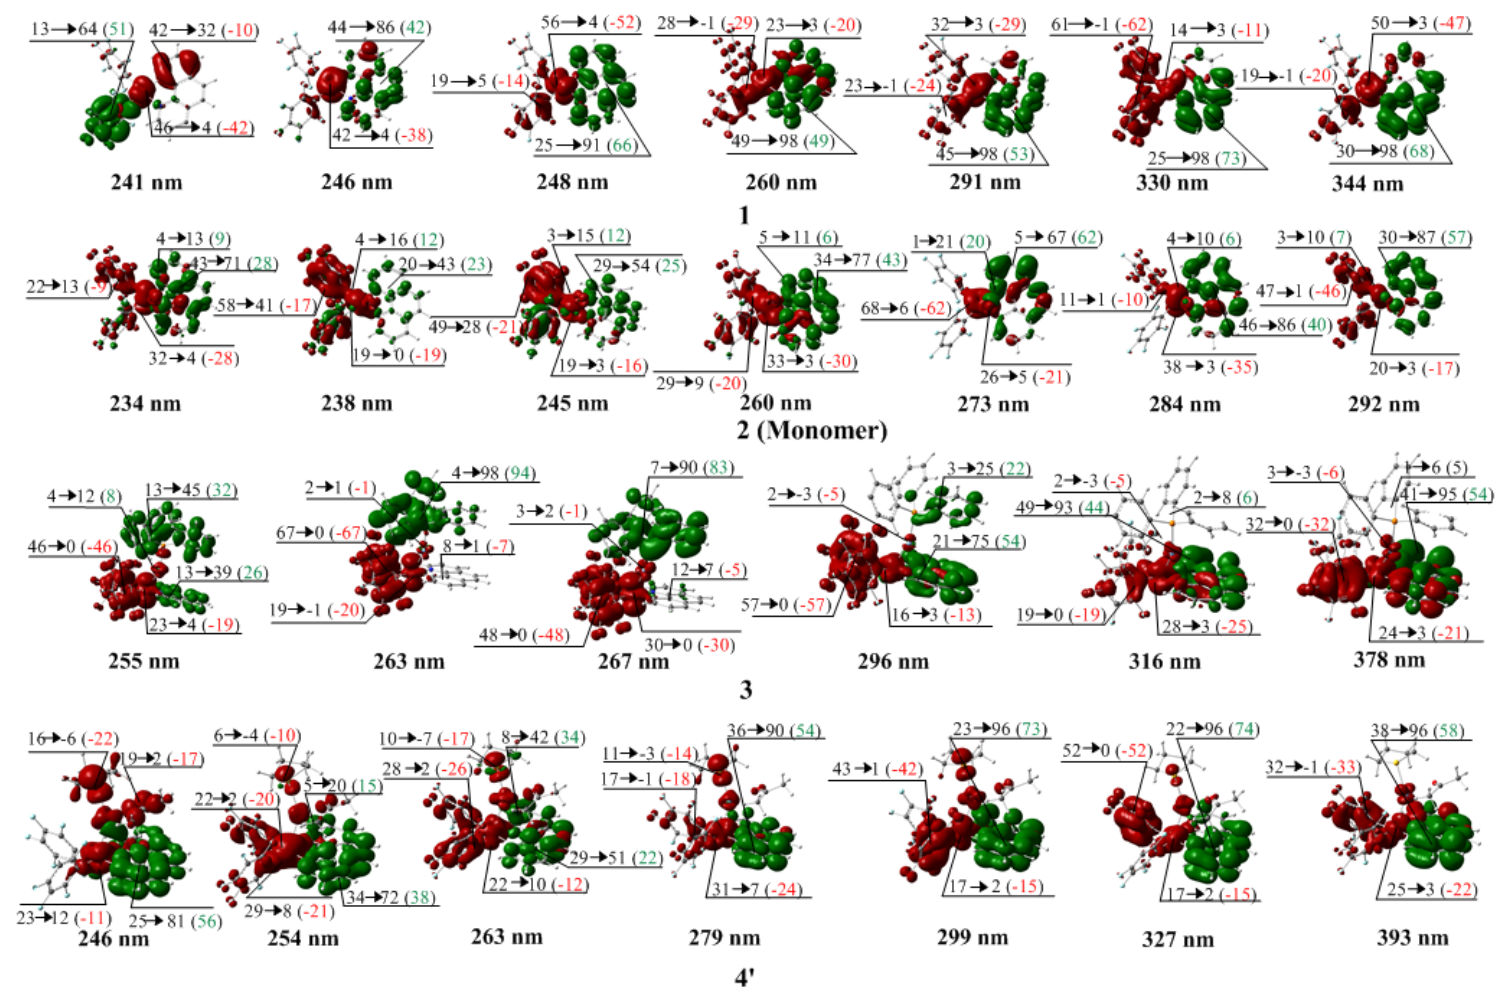 13→64 (51) 42→32 (-10) 44→86 (42) 56→4 (-52) 28→-1 (-29) 23→3 (-20) 32→3 (-29) 61→-1 (-62) 14→3 (-11) 50→3 (-47)
19→5 (-14) 23→-1 (-24) 19→-1 (-20)
46→4 (-42) 42→4 (-38) 25→91 (66) 49→98 (49) 45→98 (53) 25→98 (73) 30→98 (68)
241 nm 246 nm 248 nm 260 nm 291 nm 330 nm 344 nm
1
4→13 (9) 4→16 (12) 3→15 (12) 5→11 (6) 1→21 (20) 5→67 (62) 4→10 (6) 3→10 (7) 30→87 (57)
43→71 (28) 20→43 (23) 29→54 (25) 34→77 (43)
22→13 (-9) 58→41 (-17) 49→28 (-21) 68→6 (-62) 11→1 (-10) 47→1 (-46)
46→86 (40)
32→4 (-28) 19→0 (-19) 19→3 (-16) 29→9 (-20) 33→3 (-30) 26→5 (-21) 38→3 (-35) 20→3 (-17)
234 nm 238 nm 245 nm 260 nm 273 nm 284 nm 292 nm
2 (Monomer)
4→12 (8) 13→45 (32) 2→1 (-1) 4→98 (94) 7→90 (83) 3→25 (22) 2→-3 (-5) 3→-3 (-6) 1→6 (5)
3→2 (-1) 2→-3 (-5) 49→93 (44) 2→8 (6) 41→95 (54)
46→0 (-46) 67→0 (-67) 8→1 (-7) 21→75 (54) 32→0 (-32)
13→39 (26) 12→7 (-5)
23→4 (-19) 19→-1 (-20) 48→0 (-48) 30→0 (-30) 57→0 (-57) 16→3 (-13) 19→0 (-19) 28→3 (-25) 24→3 (-21)
255 nm 263 nm 267 nm 296 nm 316 nm 378 nm
3
16→-6 (-22) 19→2 (-17) 6→-4 (-10) 10→-7 (-17) 8→42 (34) 36→90 (54) 23→96 (73) 22→96 (74) 38→96 (58)
5→20 (15) 28→2 (-26) 11→-3 (-14) 43→1 (-42) 52→0 (-52) 32→-1 (-33)
22→2 (-20) 17→-1 (-18)
29→51 (22)
23→12 (-11) 25→81 (56) 29→8 (-21) 34→72 (38) 22→10 (-12) 31→7 (-24) 17→2 (-15) 17→2 (-15) 25→3 (-22)
246 nm 254 nm 263 nm 279 nm 299 nm 327 nm 393 nm
4'